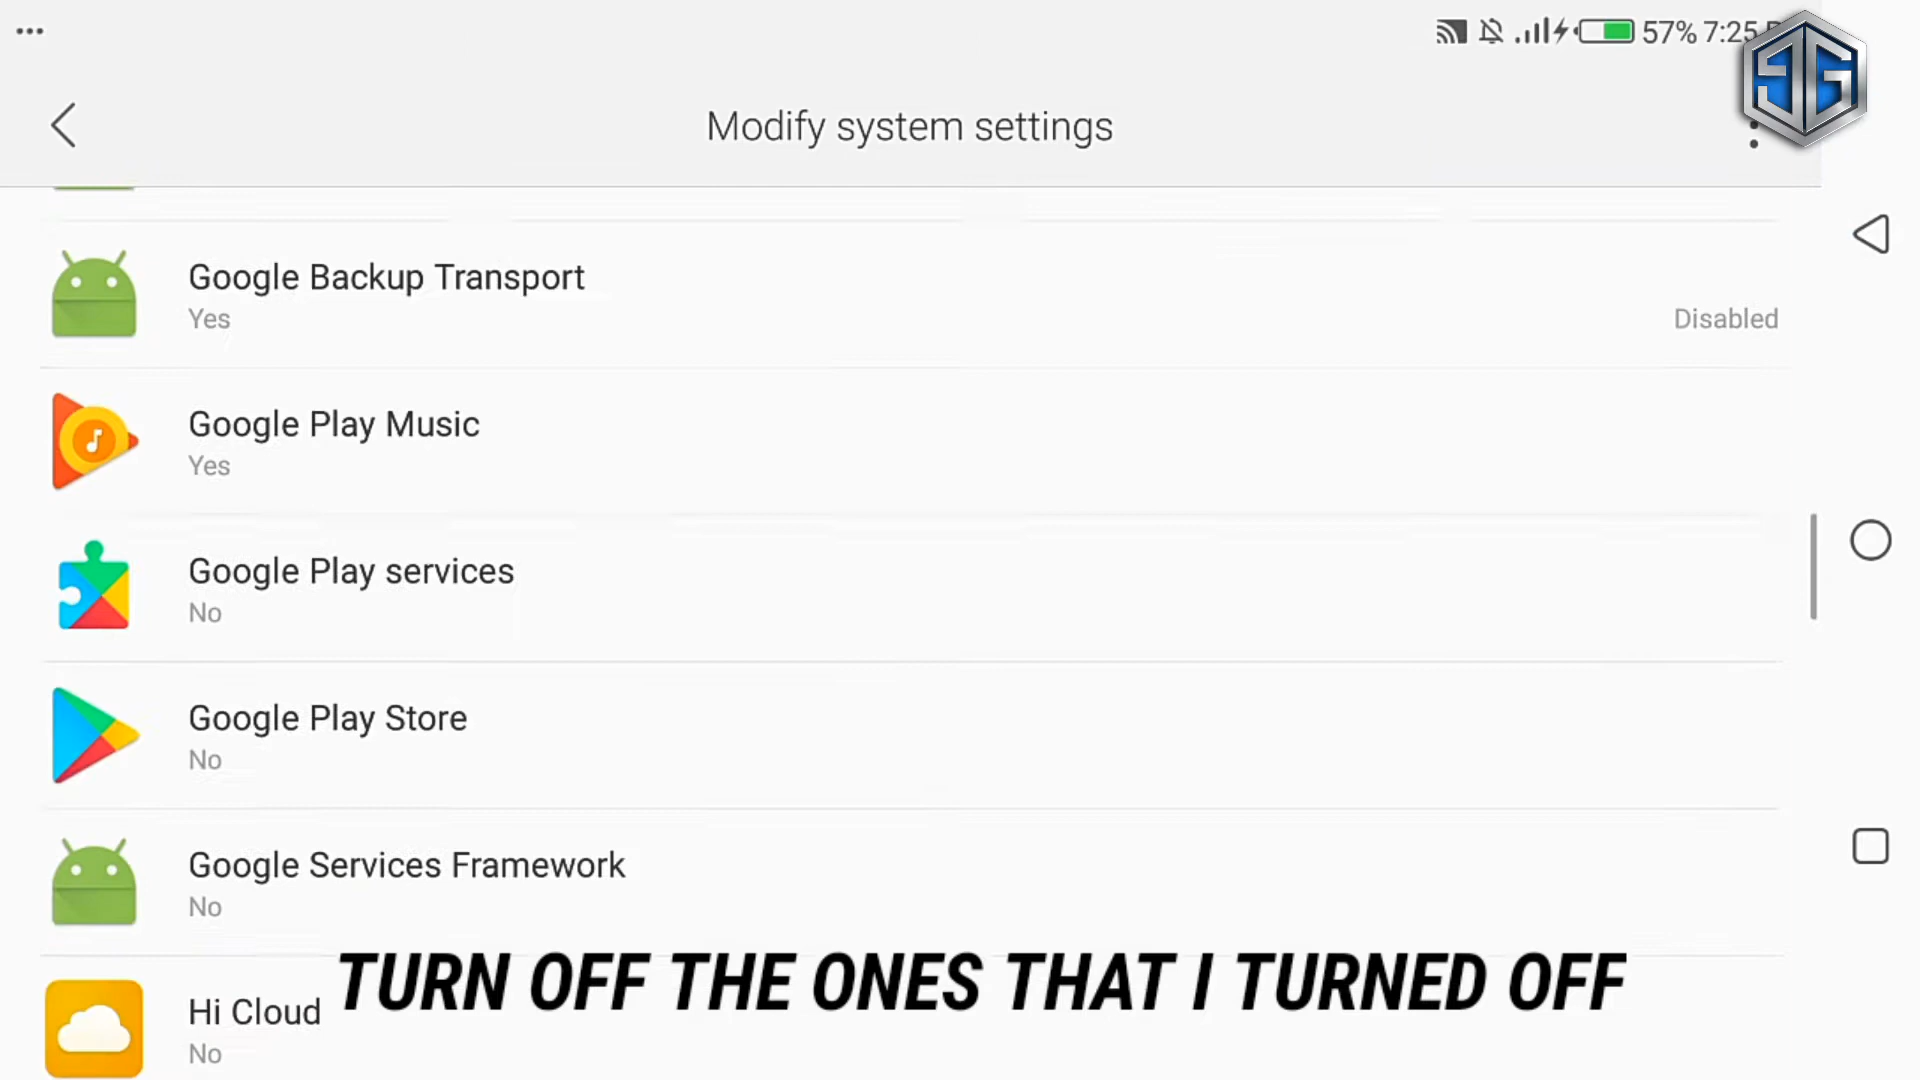 57% 7:25
Modify system settings
Google Backup Transport
Yes
Disabled
Google Play Music
Yes
Google Play services
No
Google Play Store
No
Google Services Framework
No
Hi Cloud
No
TURN OFF THE ONES THAT I TURNED OFF